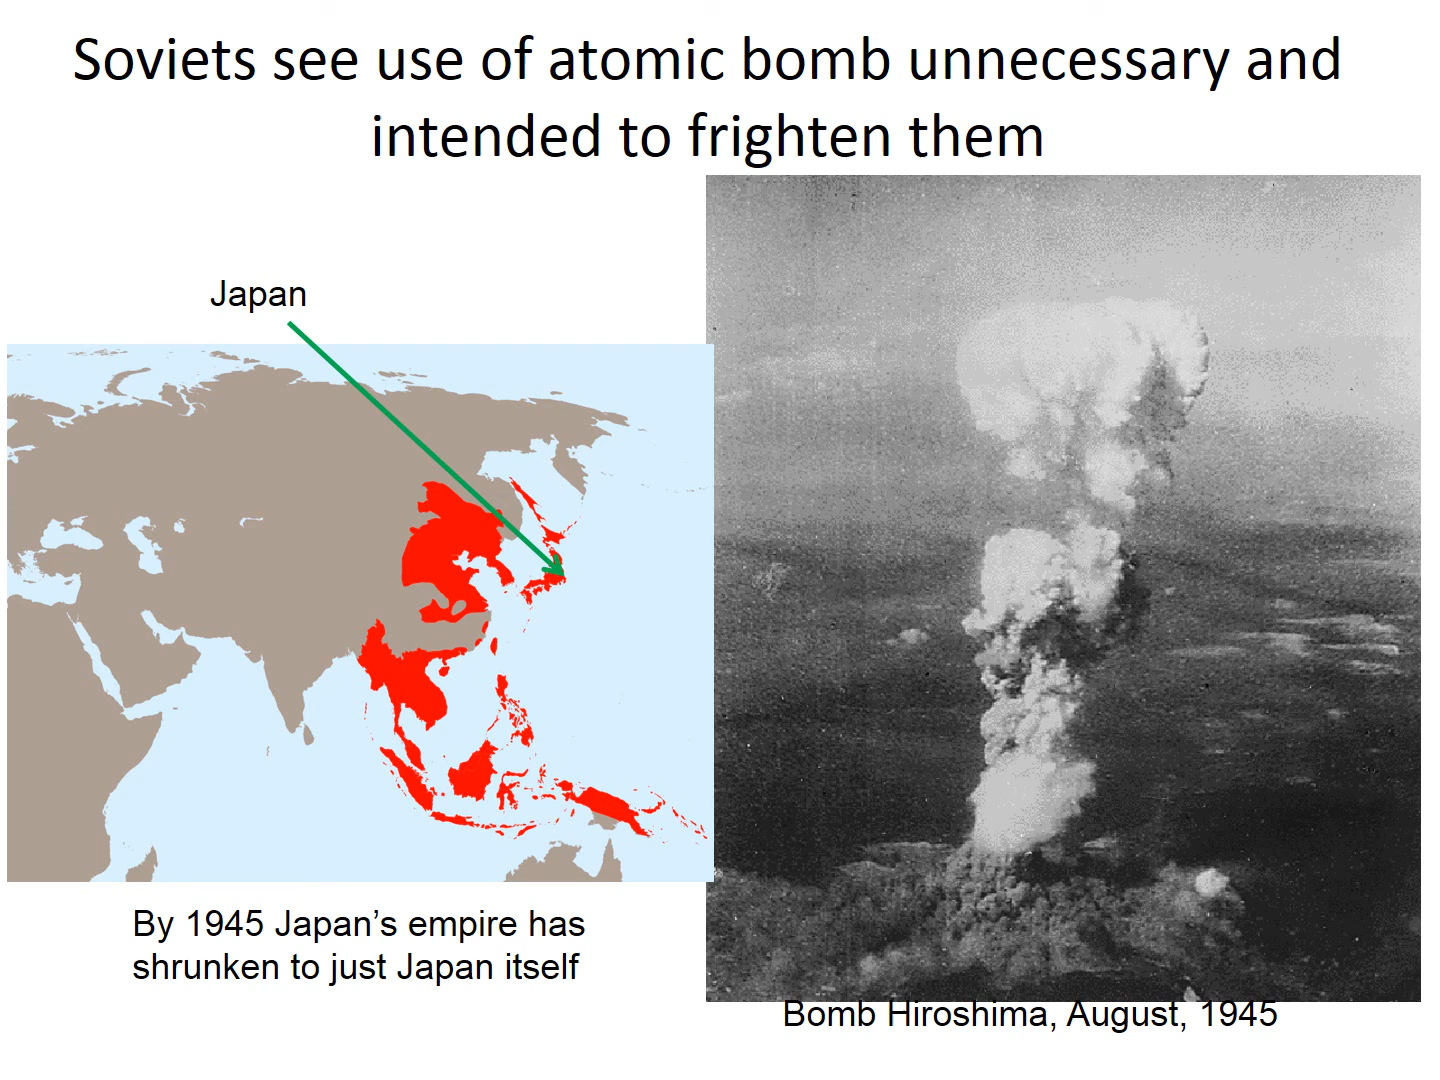 Soviets see use of atomic bomb unnecessary and
intended to frighten them
Japan
By 1945 Japan’s empire has
shrunken to just Japan itself
Bomb Hiroshima, August, 1945